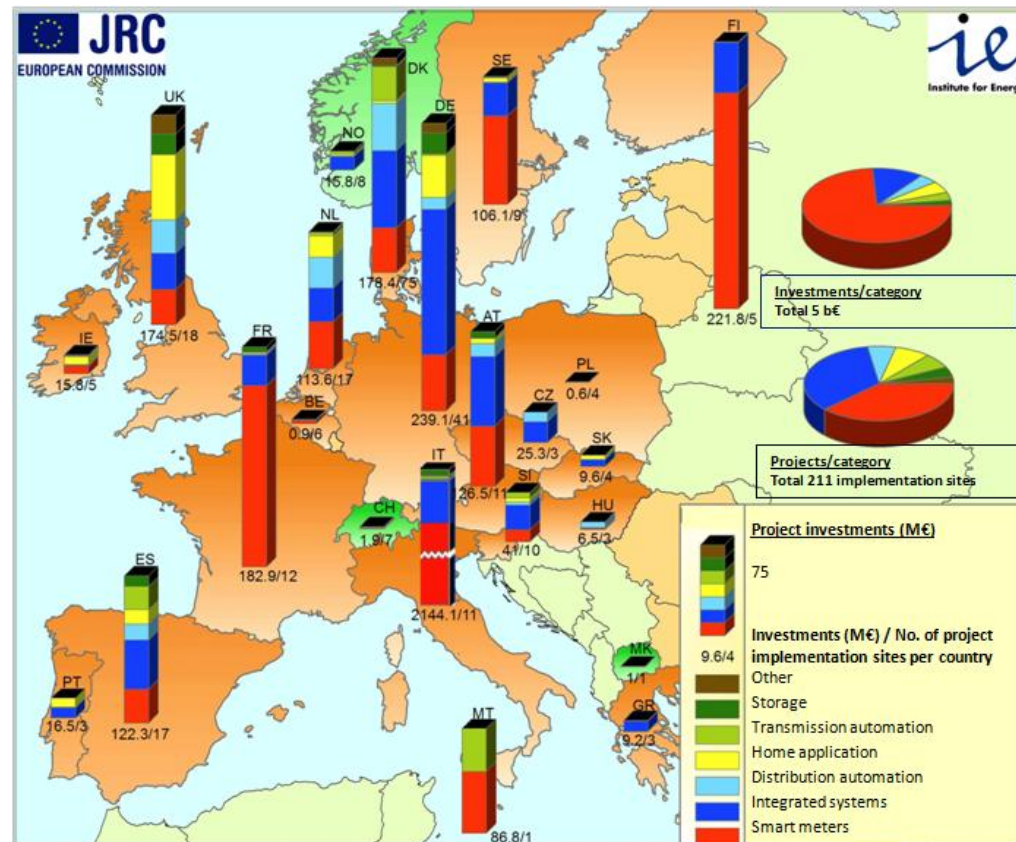 JRC
EUROPEAN COMMISSION
ie
Institute for Energ
FI
SE
DK
UK
DE
NO
15.8/8
NL
106.1/9
178.4/75
221.8/5
Investments/category
Total 5 b€
174.5/18
FR
AT
IE
15.8/5
113.6/17
PL
0.6/4
BE
0.9/6
239.1/41
CZ
25.3/3
SK
9.6/4
Projects/category
Total 211 implementation sites
IT
126.5/11
SI
HU
6.5/3
CH
1.9/7
41/10
ES
182.9/12
2144.1/11
Project investments (M€)
75
Investments (M€) / No. of project
implementation sites per country
9.6/4
MK
1/1
PT
16.5/3
122.3/17
MT
86.8/1
GR
9.2/3
Other
Storage
Transmission automation
Home application
Distribution automation
Integrated systems
Smart meters